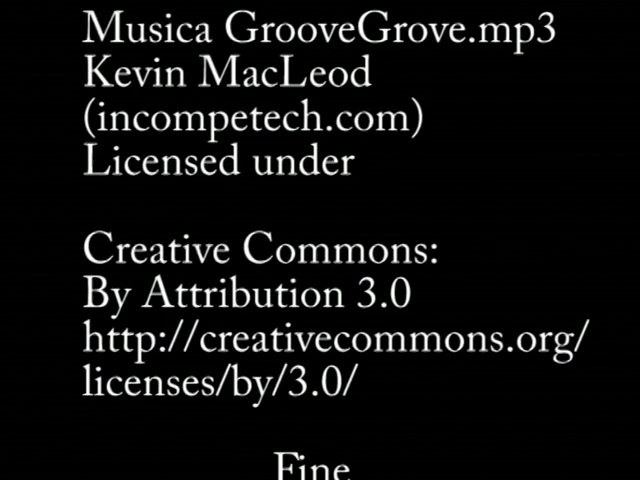 Musica GrooveGrove.mp3
Kevin MacLeod
(incompetech.com)
Licensed under
Creative Commons:
By Attribution 3.0
http://creativecommons.org/
licenses/by/3.0/
Fine